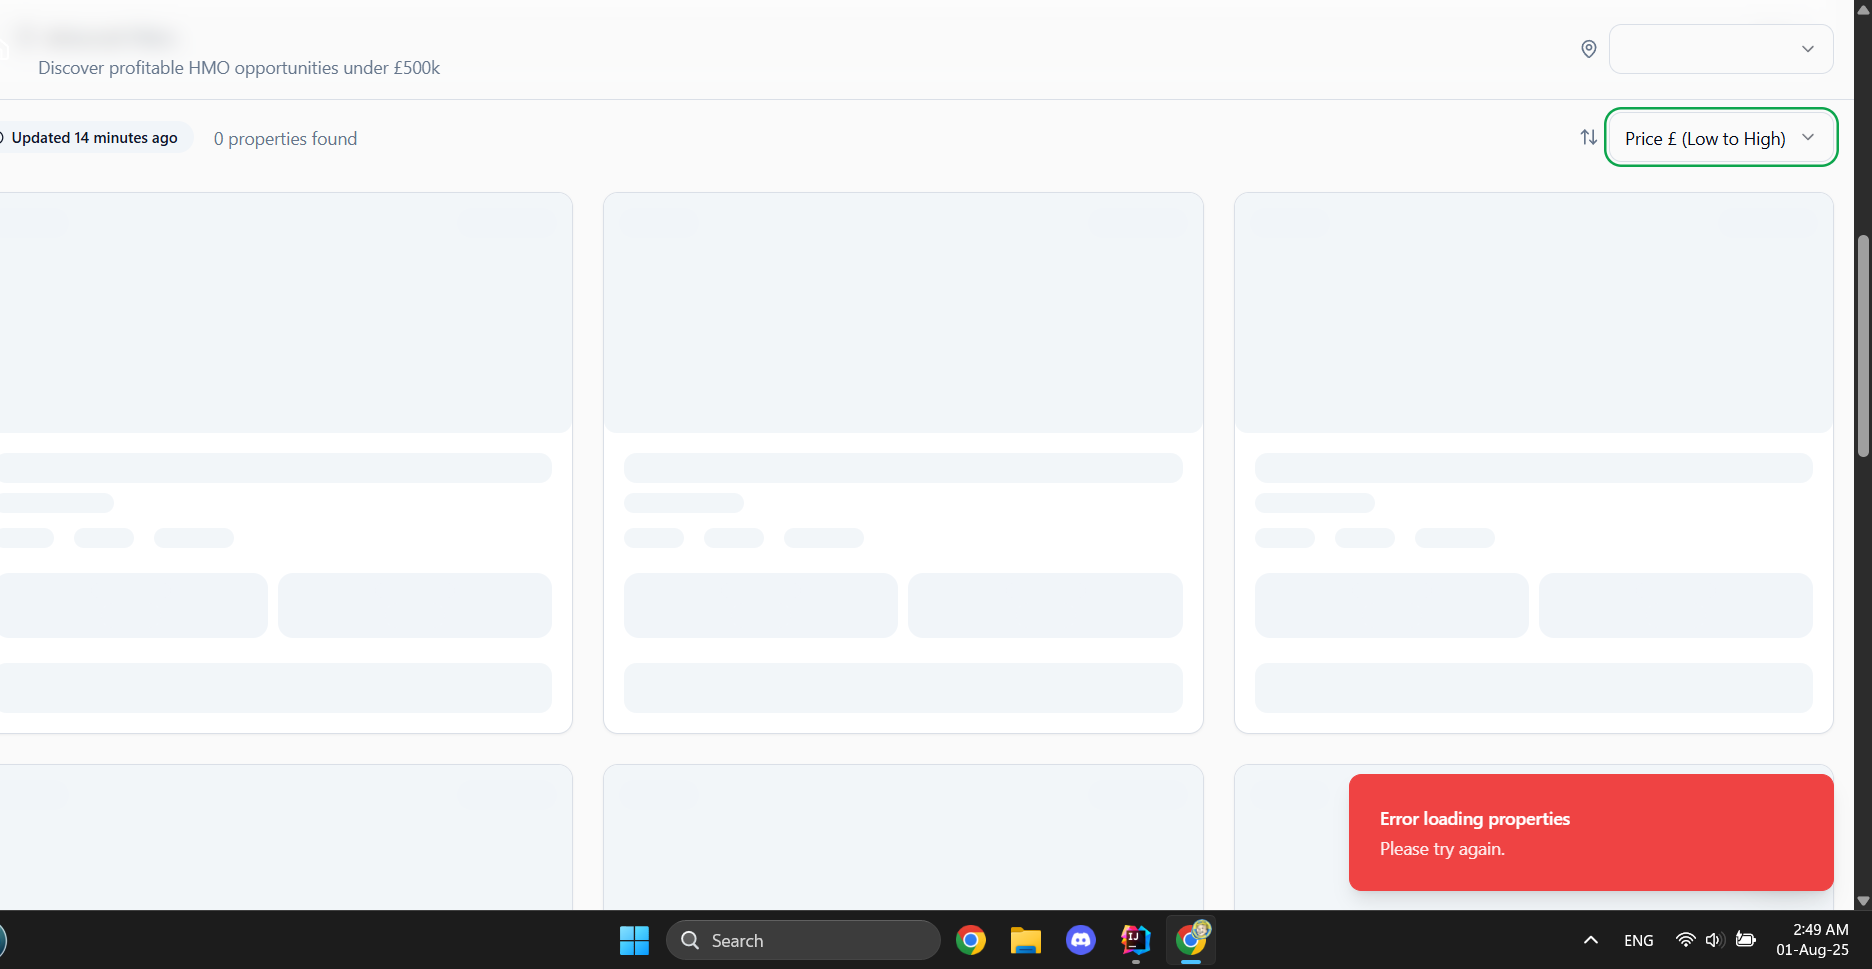 Discover profitable HMO opportunities under £500k
Updated 14 minutes ago
0 properties found
Price £ (Low to High)
Error loading properties
Please try again.
Search
IJ
ENG
2:49 AM
01-Aug-25